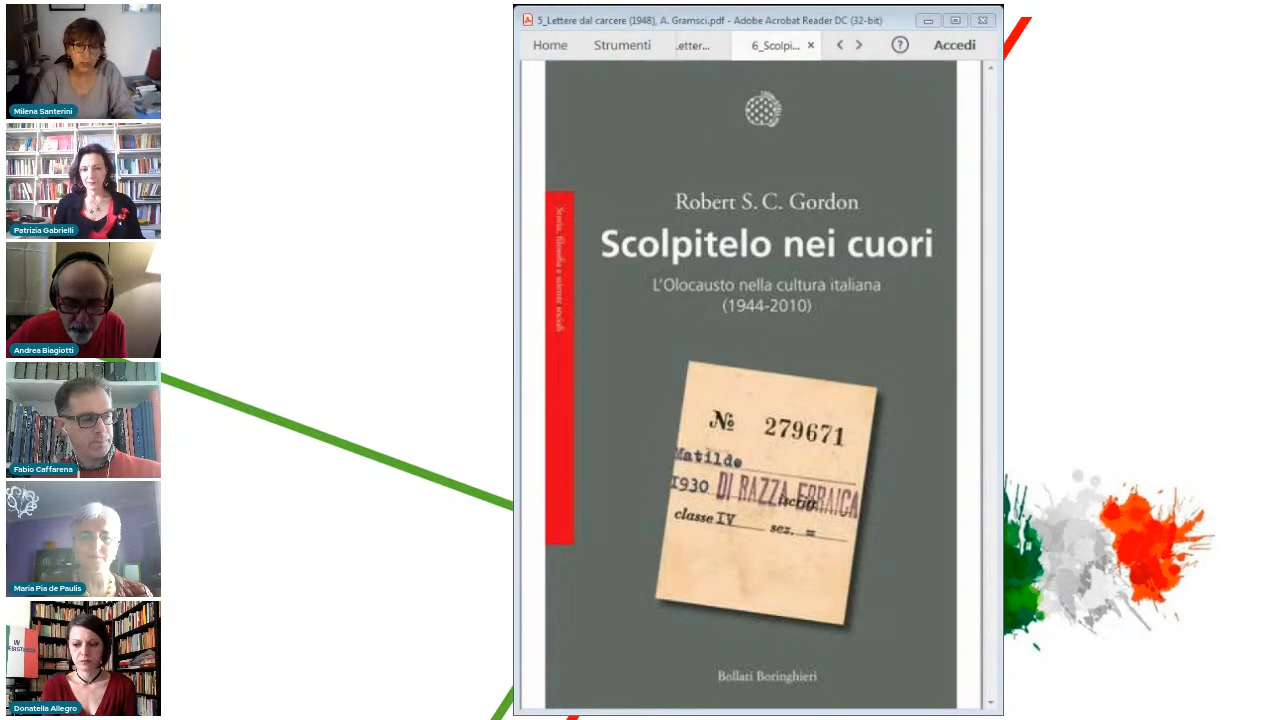 Milena Santerini
Patrizia Gabrielli
Andrea Biagiotti
Fabio Caffarena
Maria Pia de Paulis
W
Donatella Allegro
5_Lettere dal carcere (1948), A. Gramsci.pdf - Adobe Acrobat Reader DC (32-bit)
Home Strumenti .etter... 6_Scolpi... × < > ? Accedi
Robert S. C. Gordon
Scolpitelo nei cuori
L'Olocausto nella cultura italiana
(1944-2010)
Storia, filosofia e scienze sociali
№ 279671
Matilde
1930 DI RAZZA EBRAICA
iscritt
classe IV sez. =
Bollati Boringhieri